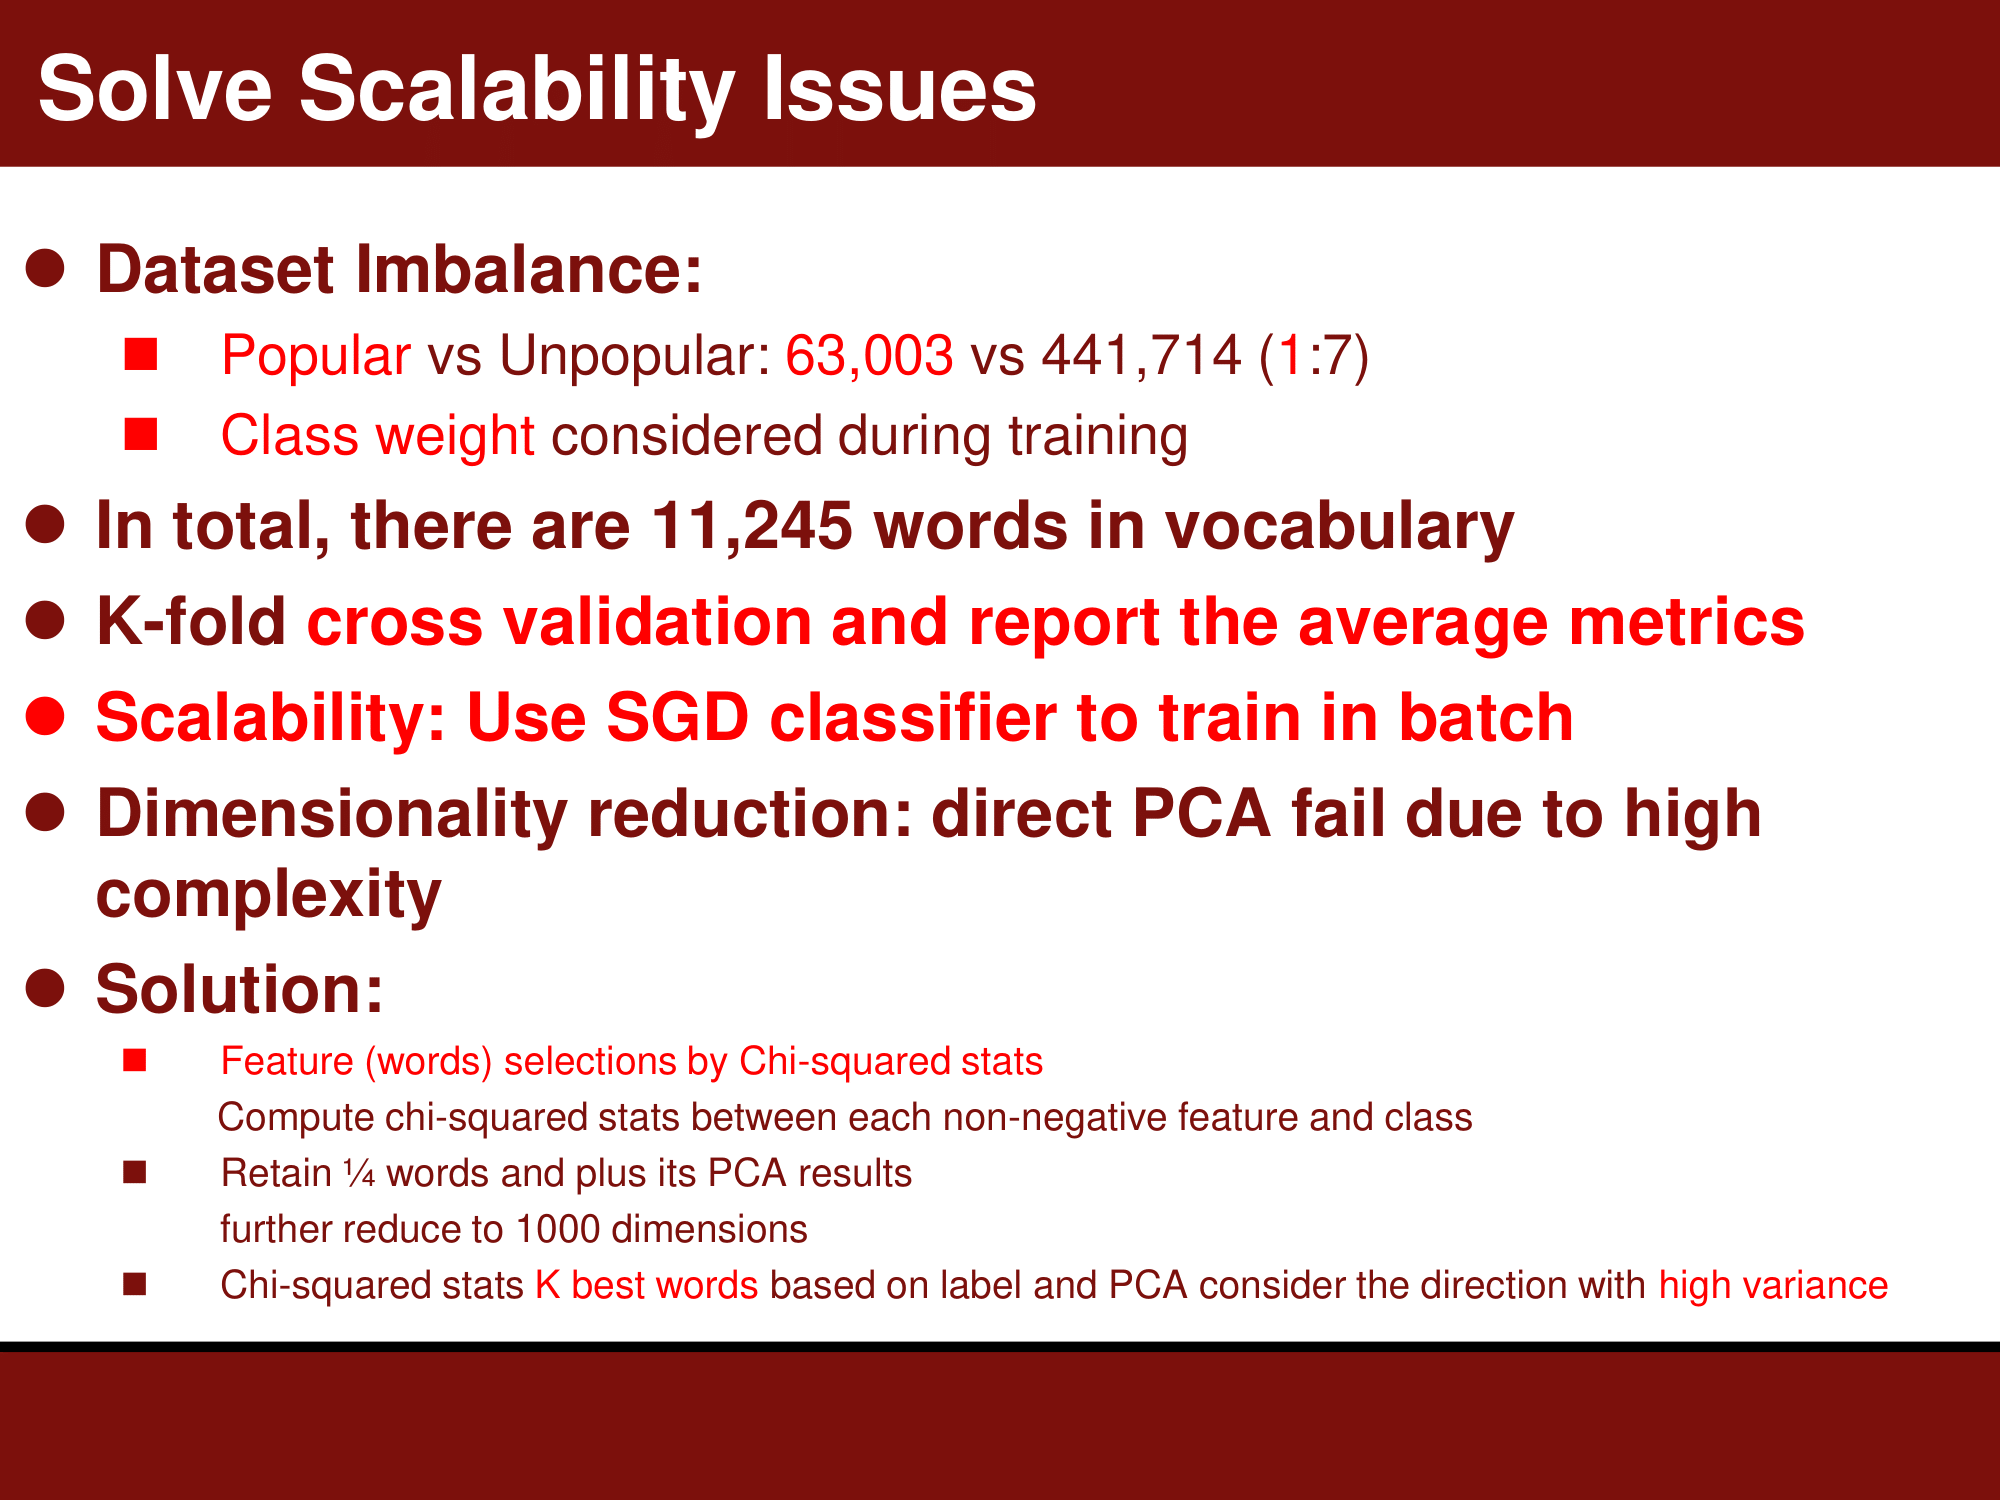 Solve Scalability Issues
● Dataset Imbalance:
■ Popular vs Unpopular: 63,003 vs 441,714 (1:7)
■ Class weight considered during training
● In total, there are 11,245 words in vocabulary
● K-fold cross validation and report the average metrics
● Scalability: Use SGD classifier to train in batch
● Dimensionality reduction: direct PCA fail due to high
complexity
● Solution:
■ Feature (words) selections by Chi-squared stats
Compute chi-squared stats between each non-negative feature and class
■ Retain ¼ words and plus its PCA results
further reduce to 1000 dimensions
■ Chi-squared stats K best words based on label and PCA consider the direction with high variance